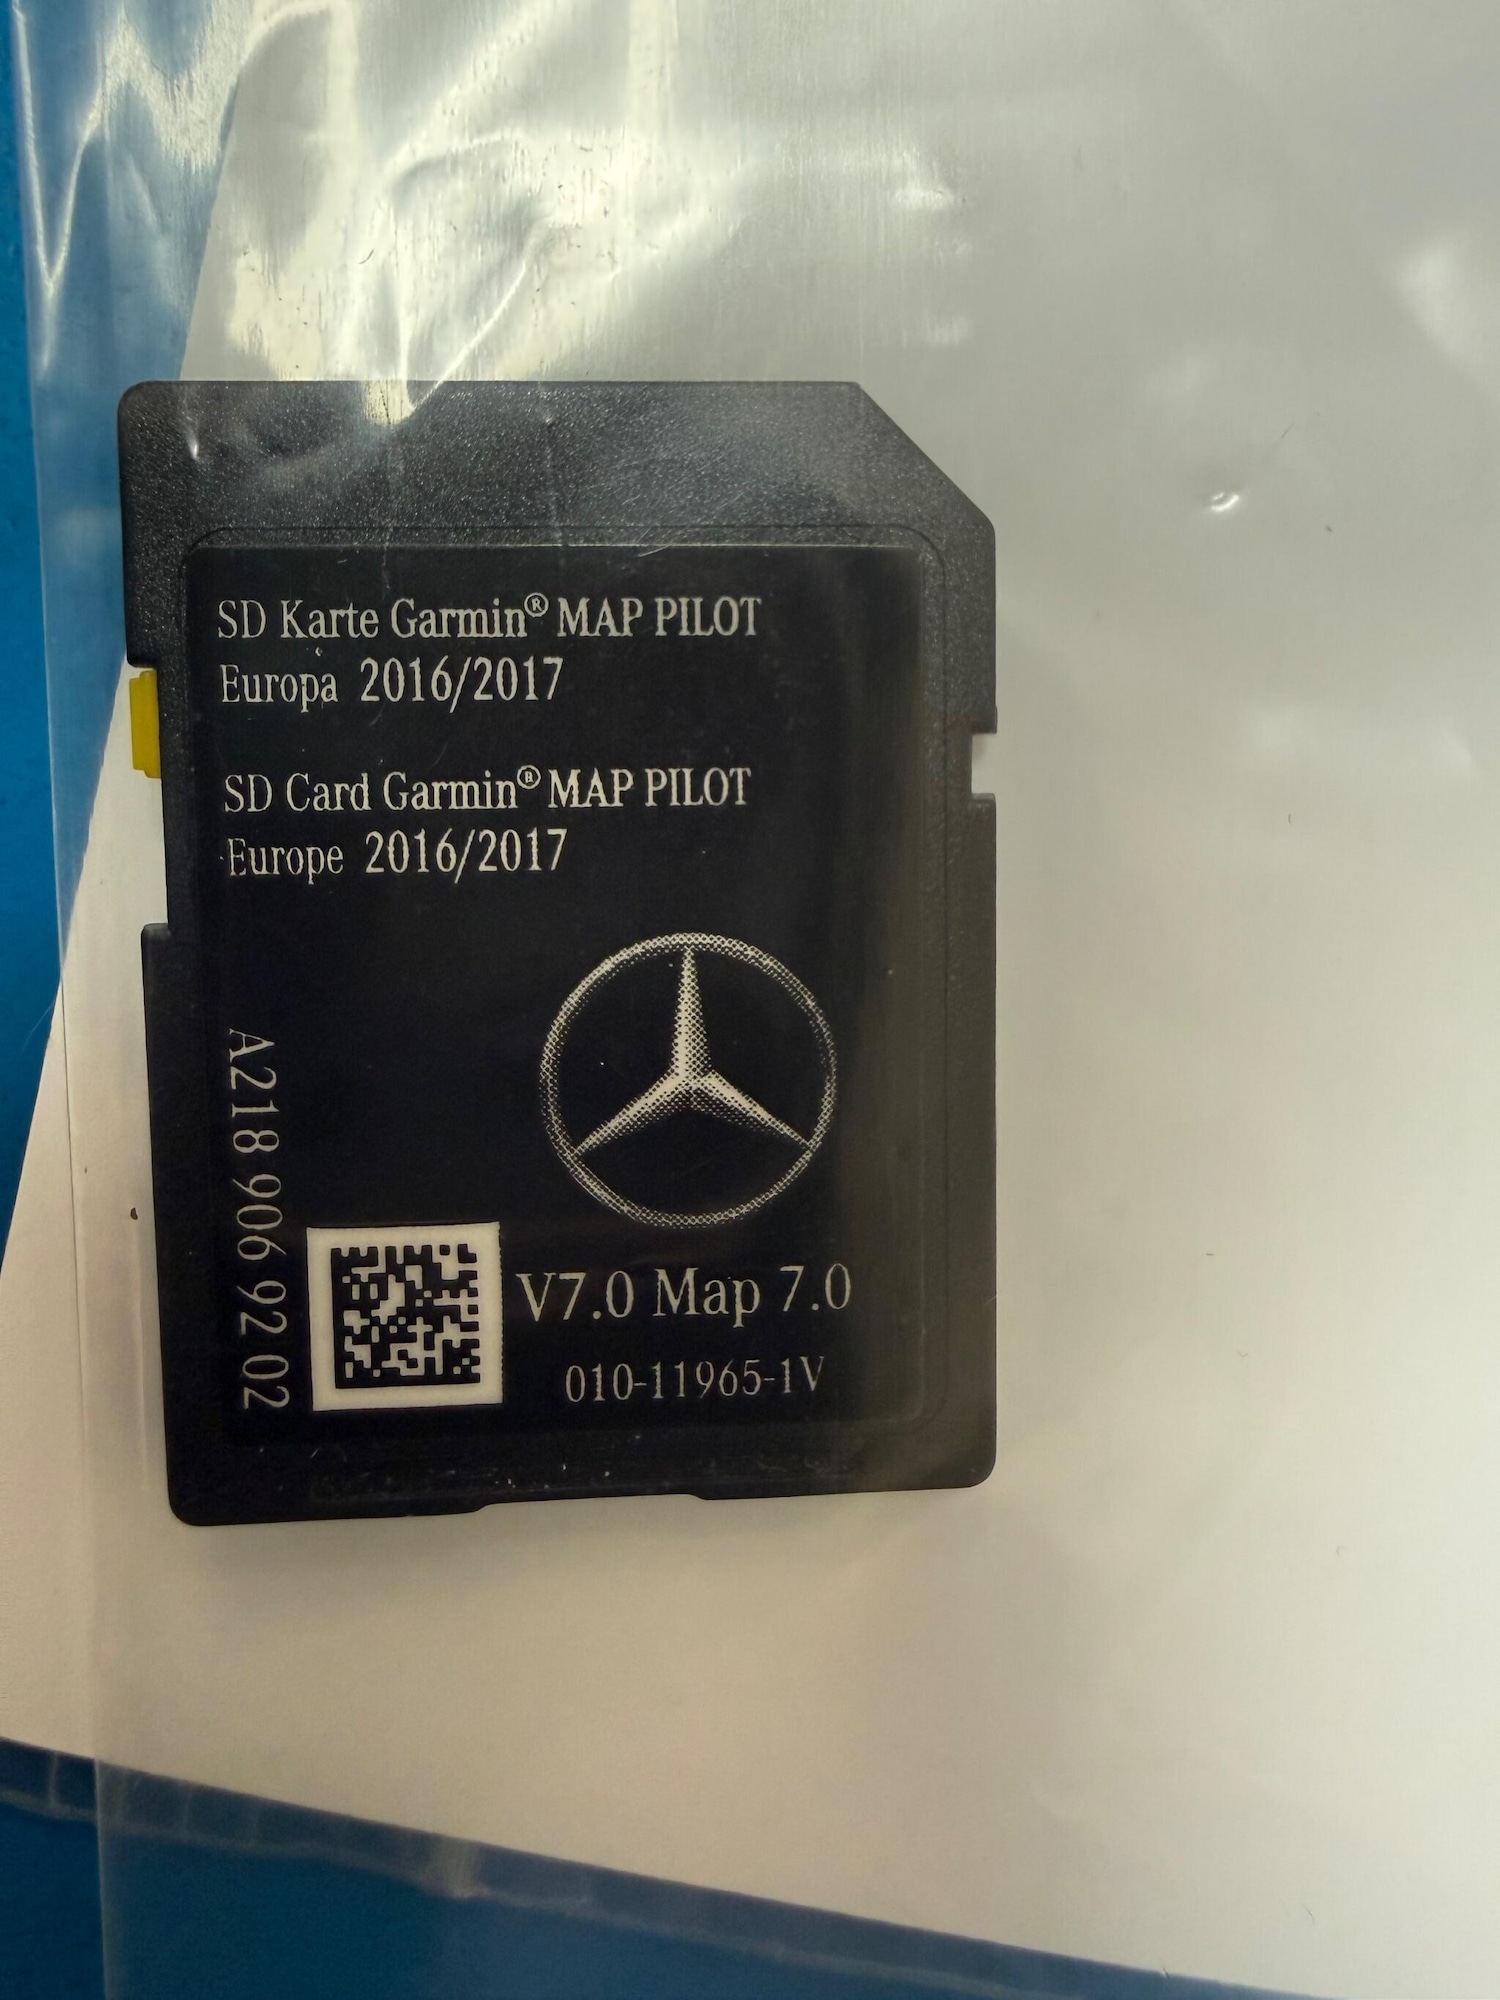 SD Karte Garmin® MAP PILOT
Europa 2016/2017
SD Card Garmin® MAP PILOT
Europe 2016/2017
A218 906 92 02
V7.0 Map 7.0
010-11965-1V